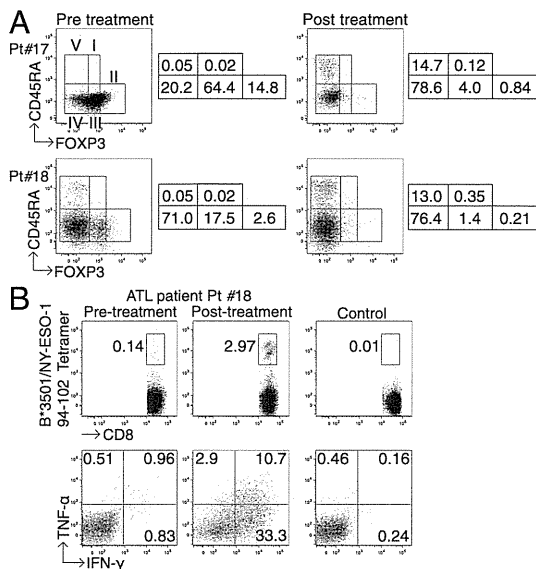 A
Pre treatment
Post treatment
Pt#17
V I
II
IV III
CD45RA
FOXP3
0.05 0.02
20.2 64.4 14.8
14.7 0.12
78.6 4.0 0.84
Pt#18
CD45RA
FOXP3
0.05 0.02
71.0 17.5 2.6
13.0 0.35
76.4 1.4 0.21
B
ATL patient Pt #18
Pre-treatment Post-treatment Control
B*3501/NY-ESO-1
94-102 Tetramer
0.14 2.97 0.01
CD8
0.51 0.96 2.9 10.7 0.46 0.16
0.83 33.3 0.24
TNF-α
IFN-γ